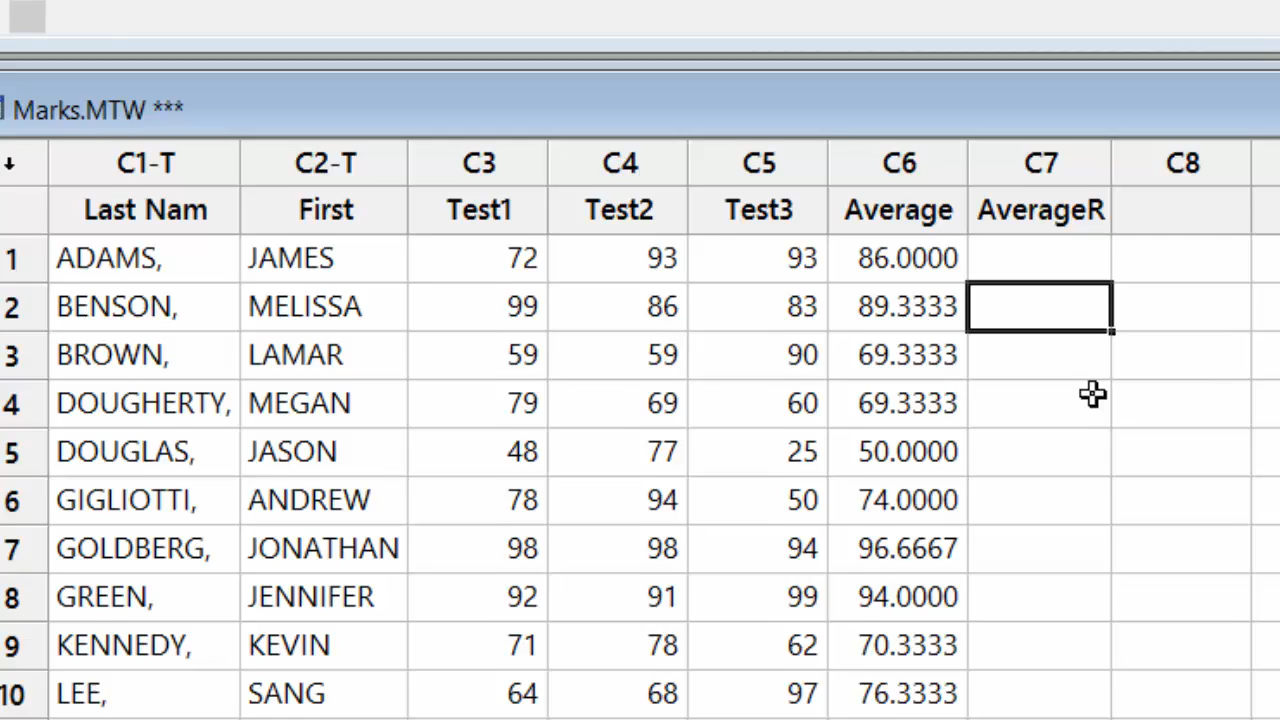 Marks.MTW ***
↓ C1-T C2-T C3 C4 C5 C6 C7 C8
Last Nam First Test1 Test2 Test3 Average AverageR
1 ADAMS, JAMES 72 93 93 86.0000
2 BENSON, MELISSA 99 86 83 89.3333
3 BROWN, LAMAR 59 59 90 69.3333
4 DOUGHERTY, MEGAN 79 69 60 69.3333
5 DOUGLAS, JASON 48 77 25 50.0000
6 GIGLIOTTI, ANDREW 78 94 50 74.0000
7 GOLDBERG, JONATHAN 98 98 94 96.6667
8 GREEN, JENNIFER 92 91 99 94.0000
9 KENNEDY, KEVIN 71 78 62 70.3333
10 LEE, SANG 64 68 97 76.3333